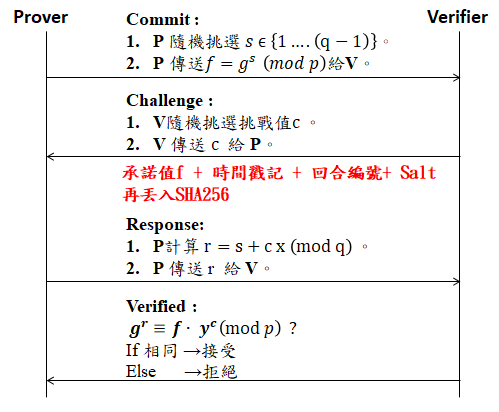 Prover Verifier
Commit :
1. P 隨機挑選 s ϵ {1 .... (q − 1)}。
2. P 傳送f = g^s (mod p)給V。
Challenge :
1. V隨機挑選挑戰值c 。
2. V 傳送 c 給 P。
承諾值f + 時間戳記 + 回合編號+ Salt
再丟入SHA256
Response:
1. P計算 r = s + c x (mod q) 。
2. P 傳送 r 給 V。
Verified :
g^r ≡ f · y^c (mod p) ?
If 相同 →接受
Else →拒絕